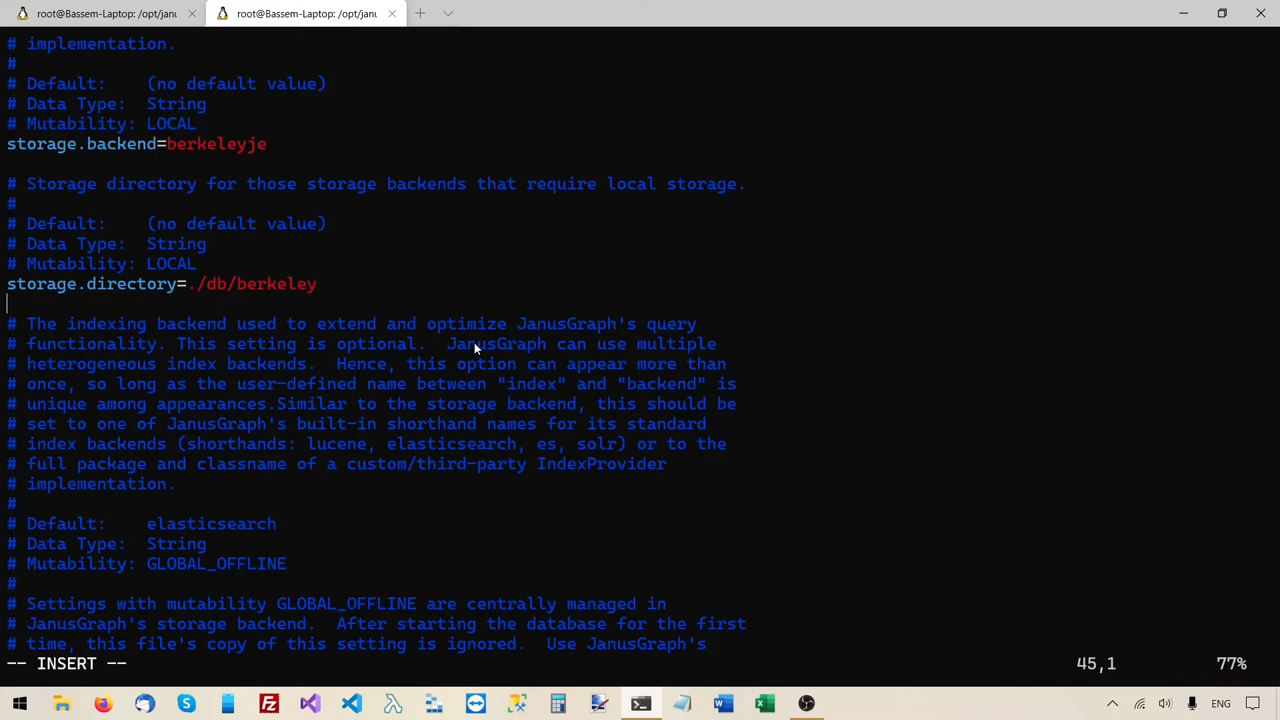 root@Bassem-Laptop: /opt/janu
root@Bassem-Laptop: /opt/janu
# implementation.
#
# Default:    (no default value)
# Data Type:  String
# Mutability: LOCAL
storage.backend=berkeleyje
# Storage directory for those storage backends that require local storage.
#
# Default:    (no default value)
# Data Type:  String
# Mutability: LOCAL
storage.directory=./db/berkeley
# The indexing backend used to extend and optimize JanusGraph's query
# functionality. This setting is optional.  JanusGraph can use multiple
# heterogeneous index backends.  Hence, this option can appear more than
# once, so long as the user-defined name between "index" and "backend" is
# unique among appearances.Similar to the storage backend, this should be
# set to one of JanusGraph's built-in shorthand names for its standard
# index backends (shorthands: lucene, elasticsearch, es, solr) or to the
# full package and classname of a custom/third-party IndexProvider
# implementation.
#
# Default:    elasticsearch
# Data Type:  String
# Mutability: GLOBAL_OFFLINE
#
# Settings with mutability GLOBAL_OFFLINE are centrally managed in
# JanusGraph's storage backend.  After starting the database for the first
# time, this file's copy of this setting is ignored.  Use JanusGraph's
-- INSERT --
45,1
77%
ENG